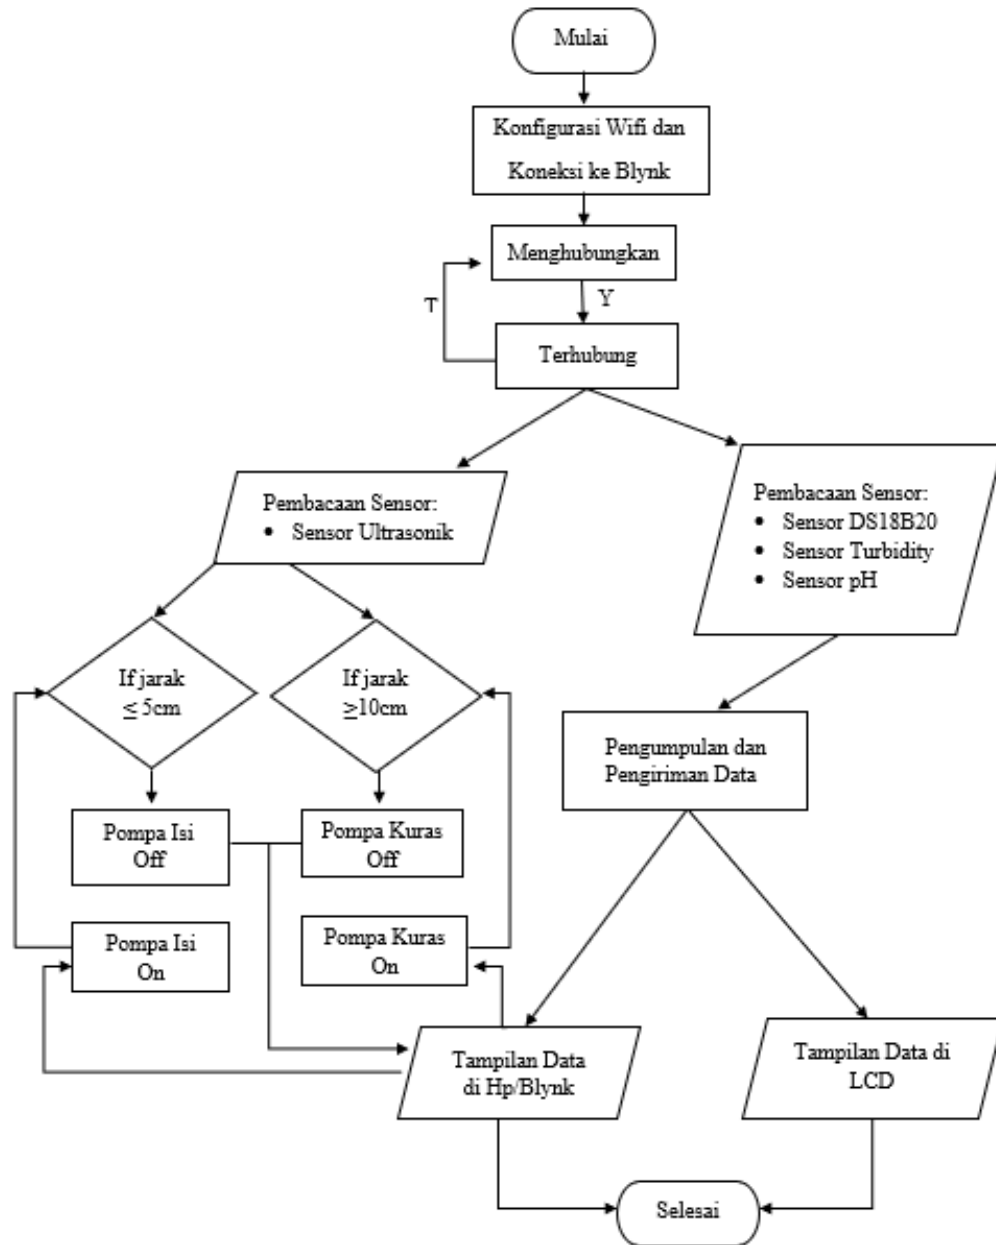 Mulai
Konfigurasi Wifi dan
Koneksi ke Blynk
Menghubungkan
T
Y
Terhubung
Pembacaan Sensor:
• Sensor Ultrasonik
Pembacaan Sensor:
• Sensor DS18B20
• Sensor Turbidity
• Sensor pH
If jarak
≤ 5cm
If jarak
≥10cm
Pengumpulan dan
Pengiriman Data
Pompa Isi
Off
Pompa Kuras
Off
Pompa Isi
On
Pompa Kuras
On
Tampilan Data
di Hp/Blynk
Tampilan Data di
LCD
Selesai